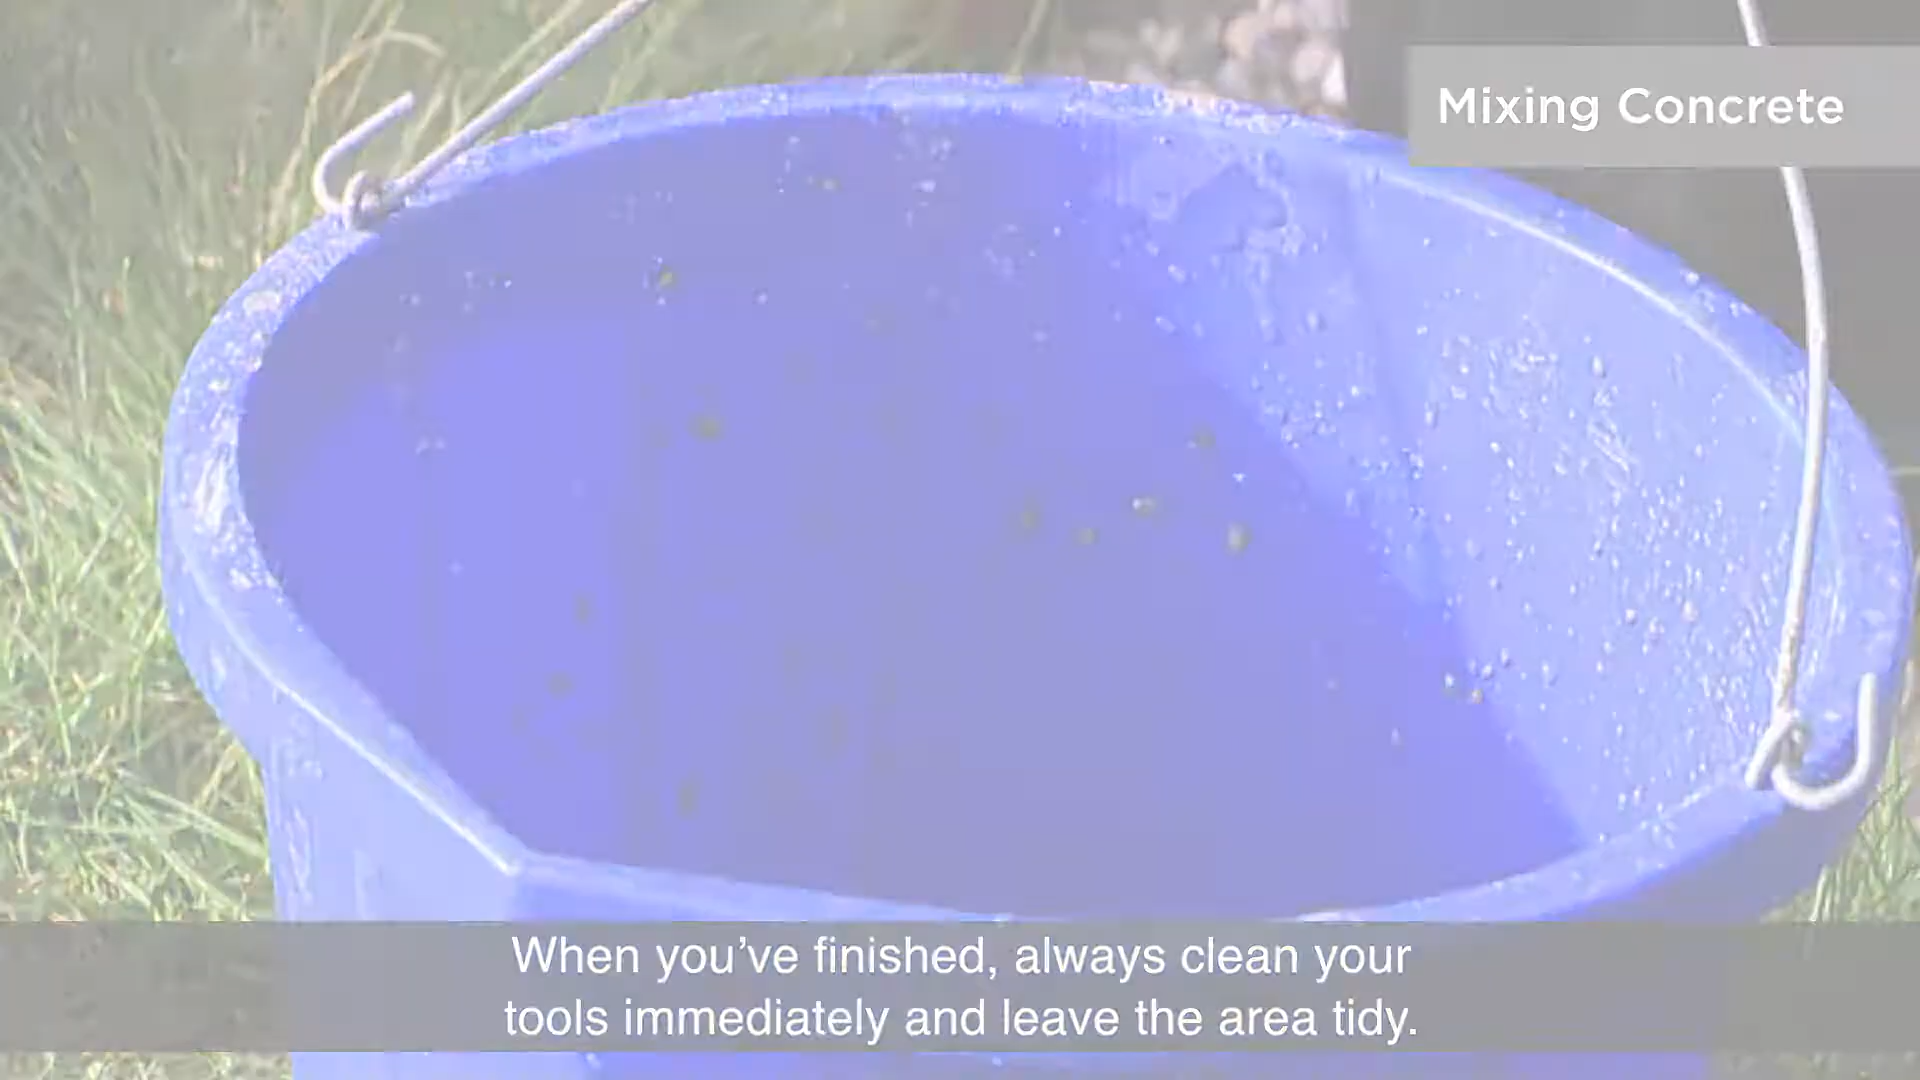 Mixing Concrete
When you’ve finished, always clean your
tools immediately and leave the area tidy.